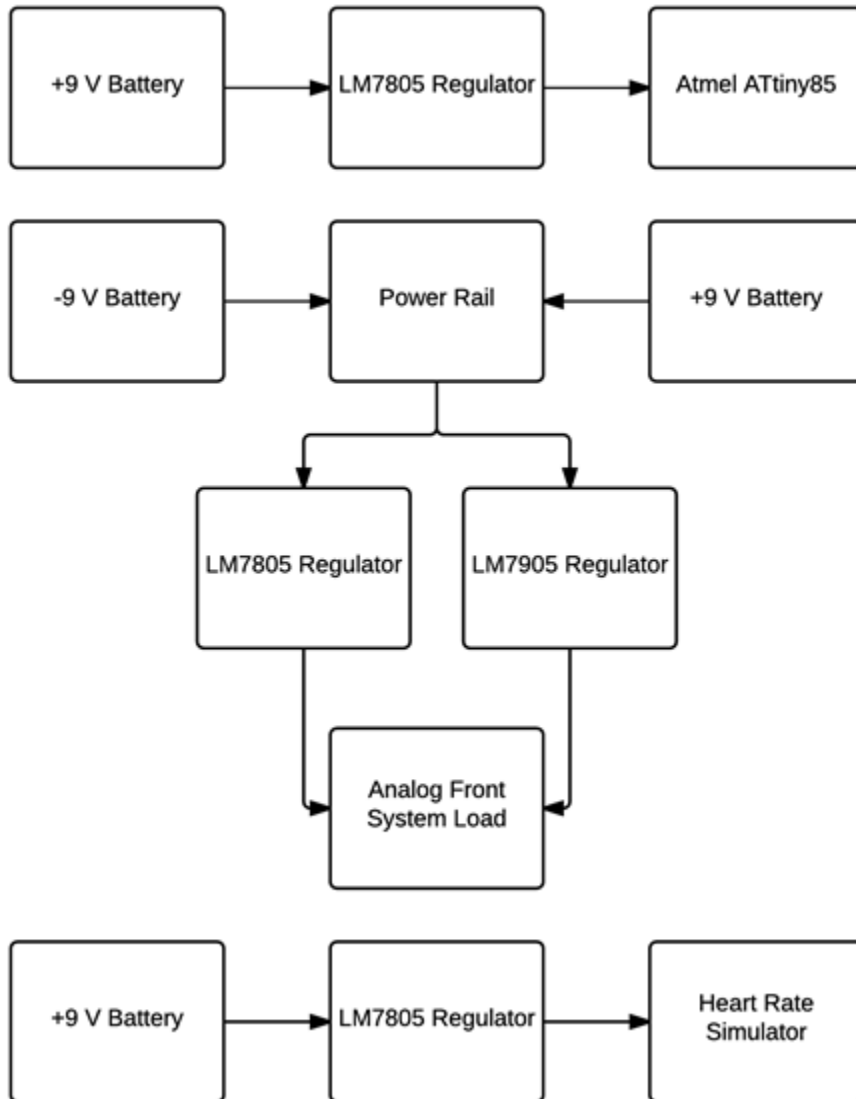 +9 V Battery
LM7805 Regulator
Atmel ATtiny85
-9 V Battery
Power Rail
+9 V Battery
LM7805 Regulator
LM7905 Regulator
Analog Front
System Load
+9 V Battery
LM7805 Regulator
Heart Rate
Simulator